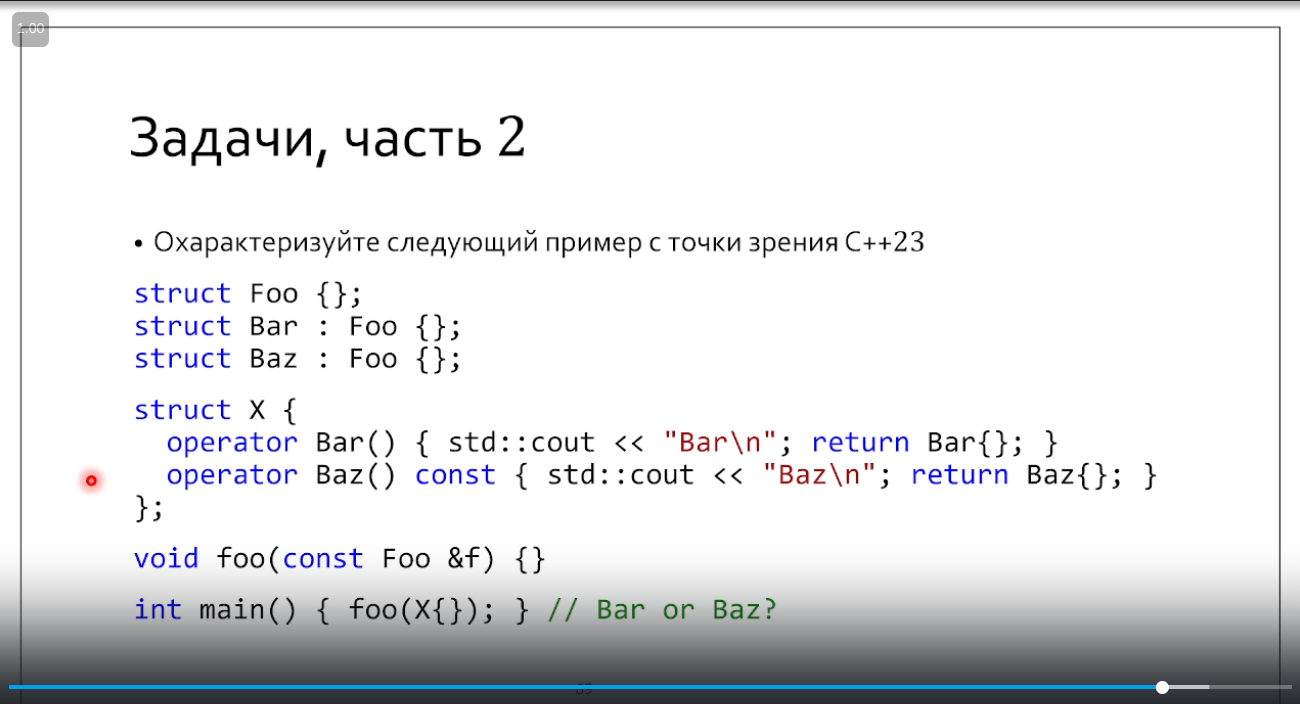 1.00
Задачи, часть 2
• Охарактеризуйте следующий пример с точки зрения C++23
struct Foo {};
struct Bar : Foo {};
struct Baz : Foo {};
struct X {
operator Bar() { std::cout << "Bar\n"; return Bar{}; }
operator Baz() const { std::cout << "Baz\n"; return Baz{}; }
};
void foo(const Foo &f) {}
int main() { foo(X{}); } // Bar or Baz?